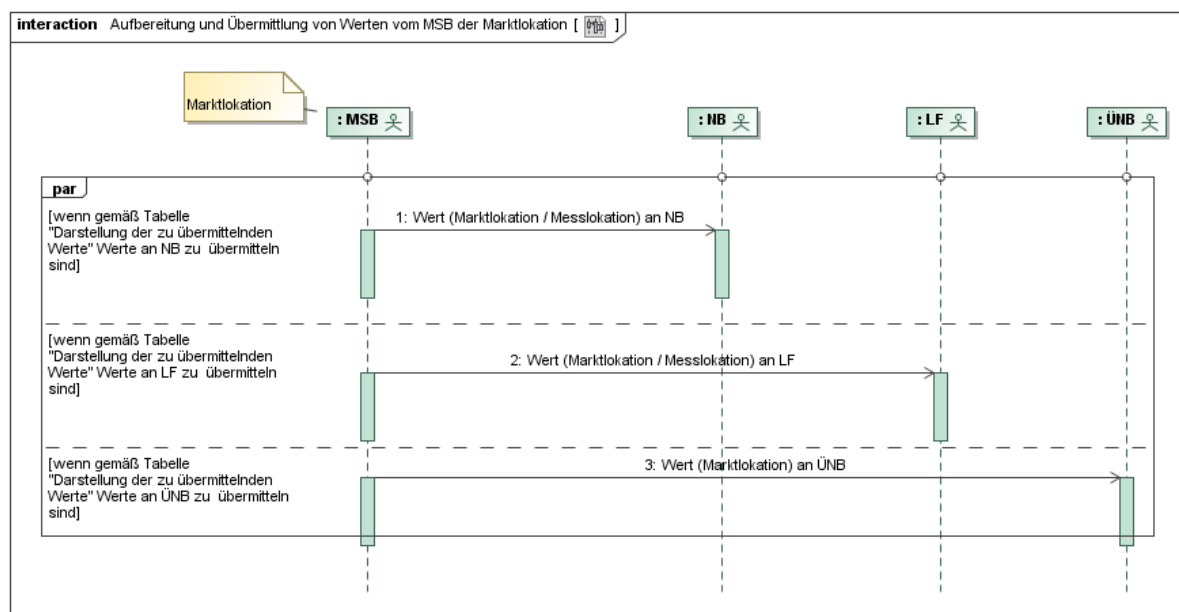 interaction Aufbereitung und Übermittlung von Werten vom MSB der Marktlokation [ ]
Marktlokation
: MSB
: NB
: LF
: ÜNB
par
[wenn gemäß Tabelle
"Darstellung der zu übermittelnden
Werte" Werte an NB zu übermitteln
sind]
1: Wert (Marktlokation / Messlokation) an NB
[wenn gemäß Tabelle
"Darstellung der zu übermittelnden
Werte" Werte an LF zu übermitteln
sind]
2: Wert (Marktlokation / Messlokation) an LF
[wenn gemäß Tabelle
"Darstellung der zu übermittelnden
Werte" Werte an ÜNB zu übermitteln
sind]
3: Wert (Marktlokation) an ÜNB